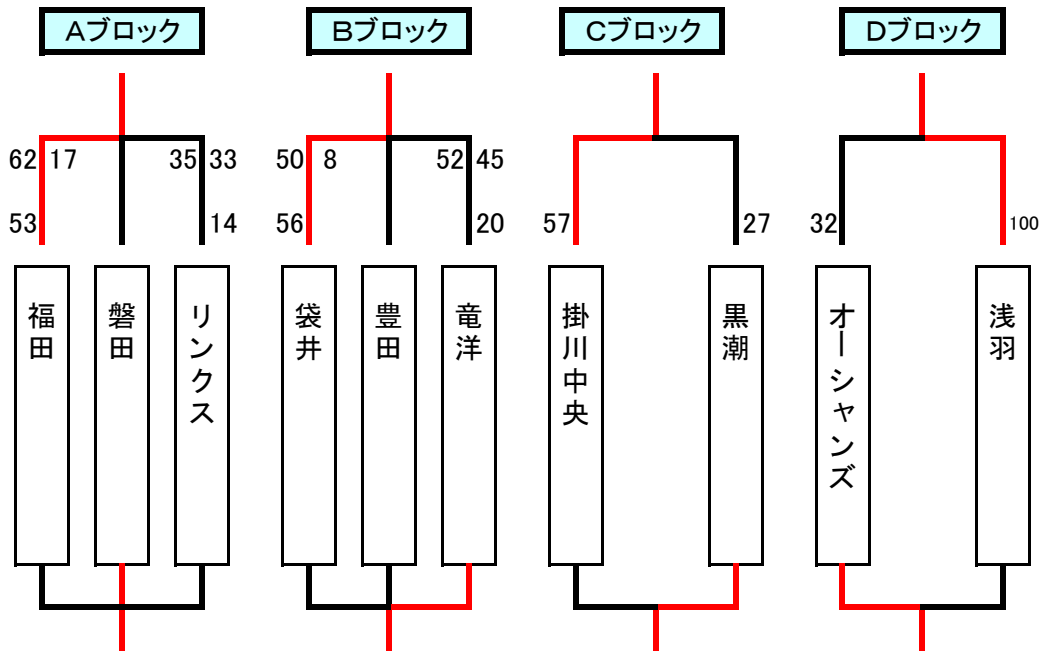 Aブロック
Bブロック
Cブロック
Dブロック
62 17 35 33
50 8 52 45
53 14
56 20
57 27
32 100
福田
磐田
リンクス
袋井
豊田
竜洋
掛川中央
黒潮
オーシャンズ
浅羽